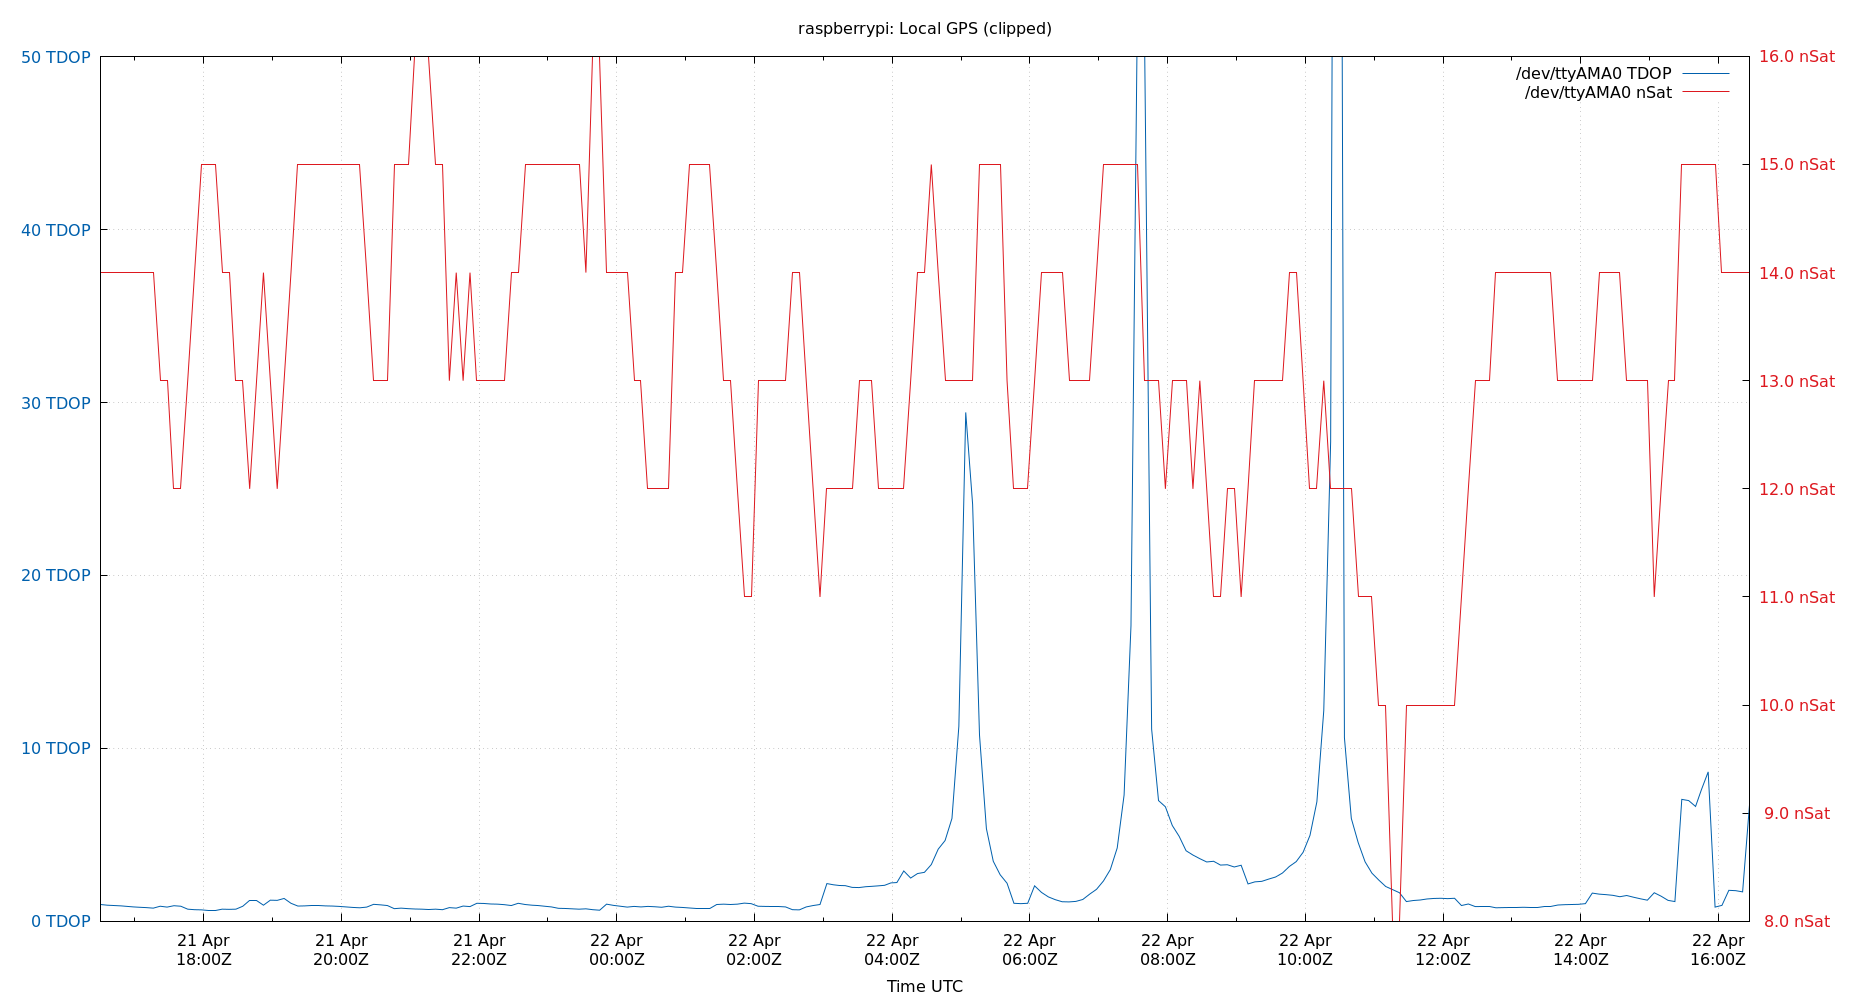 raspberrypi: Local GPS (clipped)
50 TDOP
40 TDOP
30 TDOP
20 TDOP
10 TDOP
0 TDOP
16.0 nSat
15.0 nSat
14.0 nSat
13.0 nSat
12.0 nSat
11.0 nSat
10.0 nSat
9.0 nSat
8.0 nSat
/dev/ttyAMA0 TDOP
/dev/ttyAMA0 nSat
21 Apr
18:00Z
21 Apr
20:00Z
21 Apr
22:00Z
22 Apr
00:00Z
22 Apr
02:00Z
22 Apr
04:00Z
22 Apr
06:00Z
22 Apr
08:00Z
22 Apr
10:00Z
22 Apr
12:00Z
22 Apr
14:00Z
22 Apr
16:00Z
Time UTC